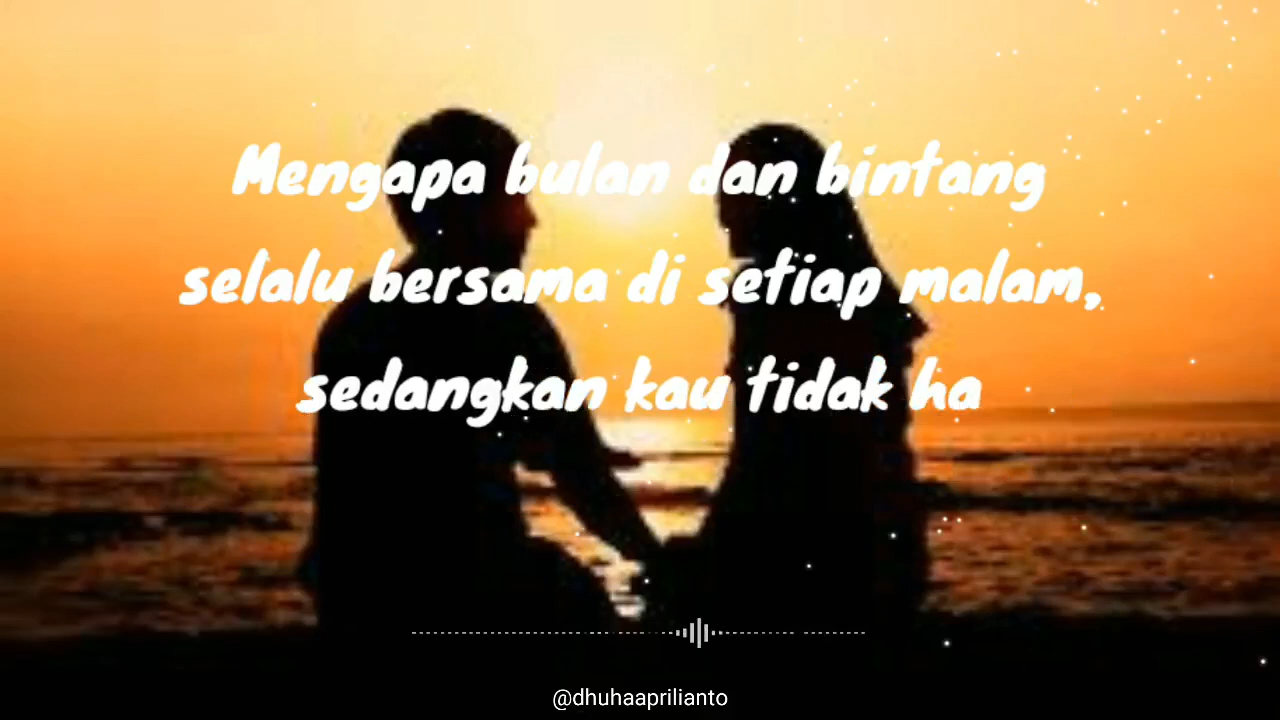 Mengapa bulan dan bintang
selalu bersama di setiap malam,
sedangkan kau tidak ha
@dhuhaaprilianto